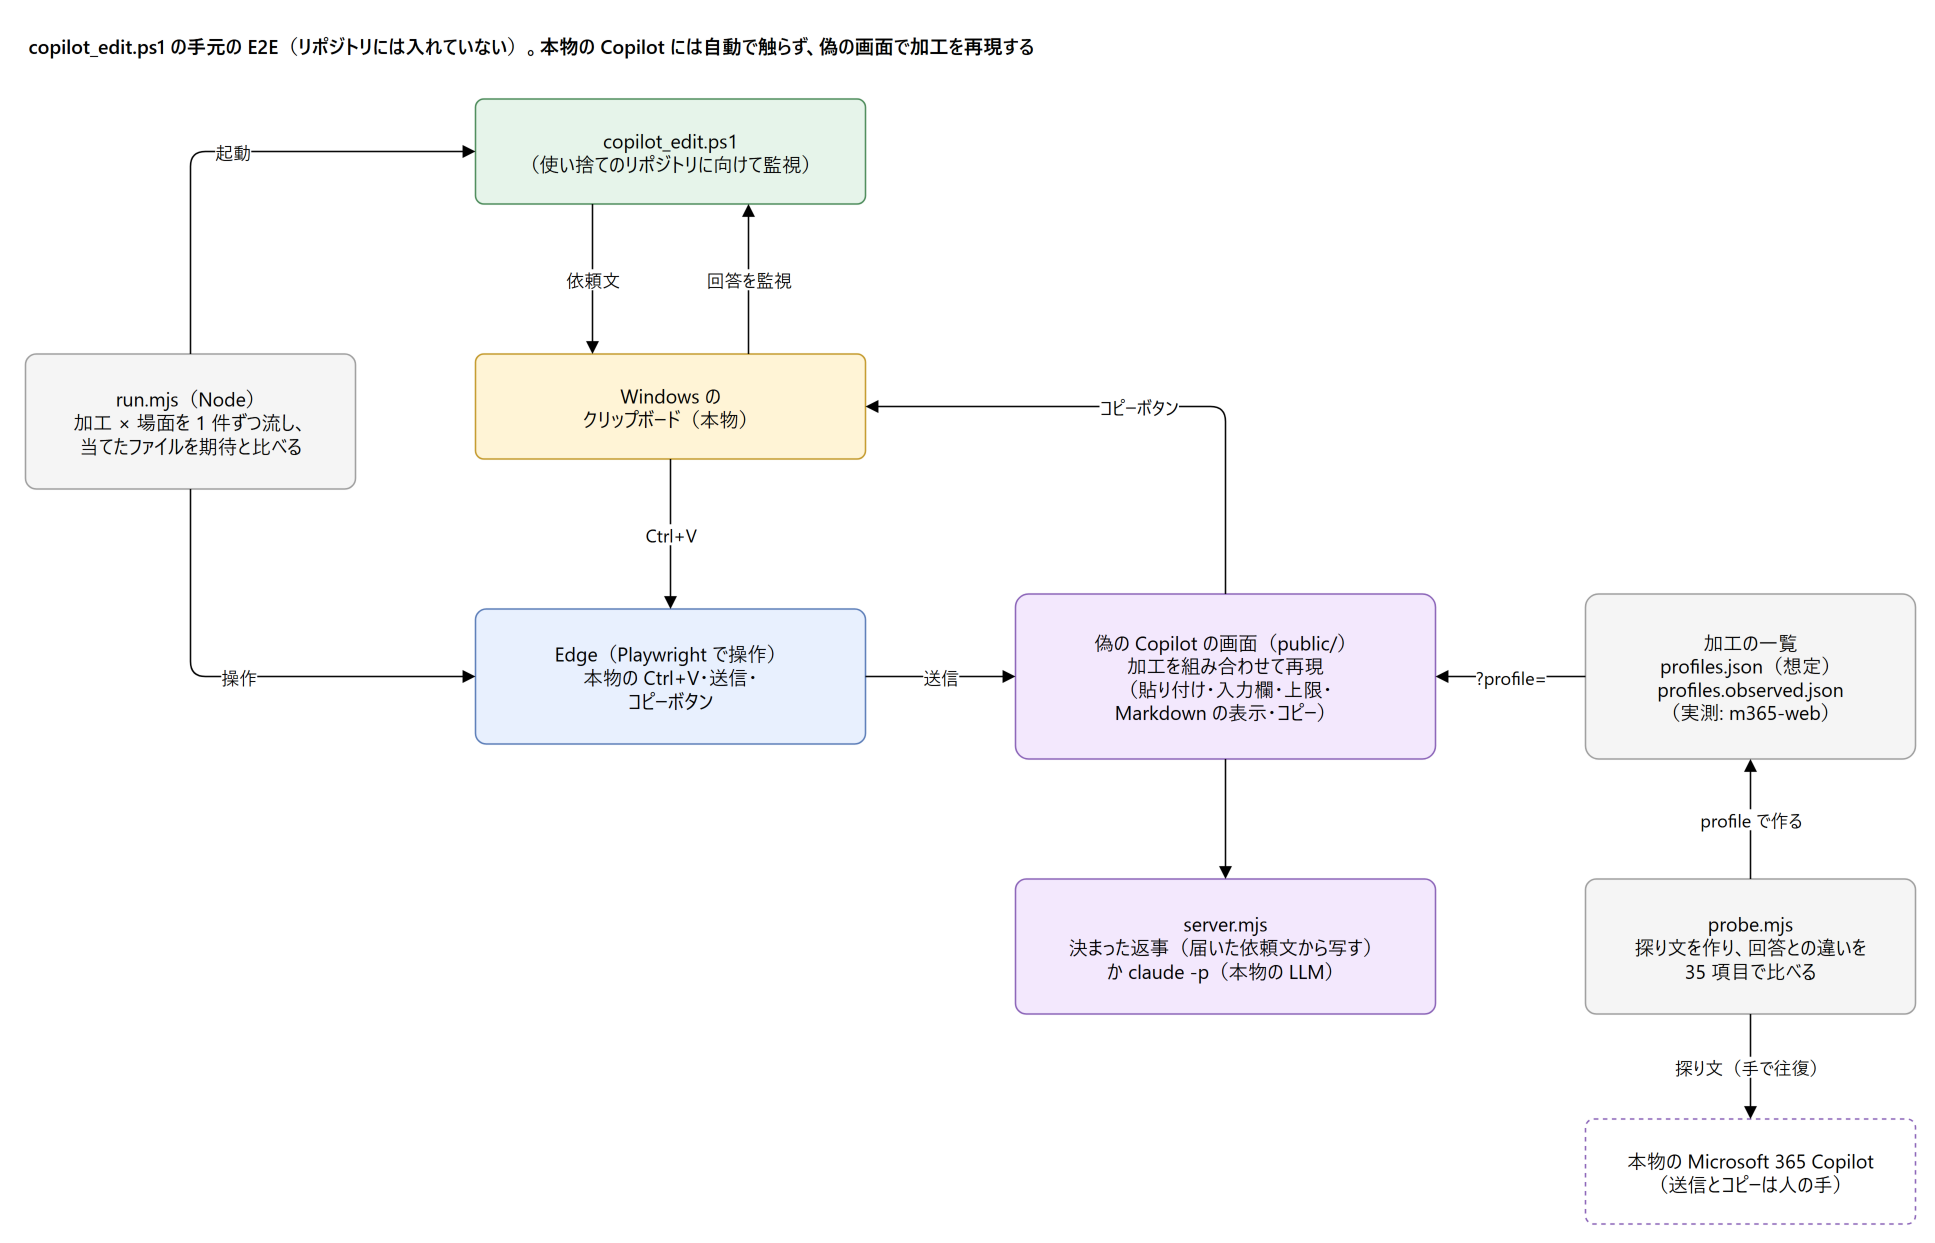 copilot_edit.ps1 の手元の E2E（リポジトリには入れていない）。本物の Copilot には自動で触らず、偽の画面で加工を再現する
copilot_edit.ps1
（使い捨てのリポジトリに向けて監視）
起動
依頼文
回答を監視
run.mjs（Node）
加工 × 場面を 1 件ずつ流し、
当てたファイルを期待と比べる
Windows の
クリップボード（本物）
コピーボタン
Ctrl+V
操作
Edge（Playwright で操作）
本物の Ctrl+V・送信・
コピーボタン
送信
偽の Copilot の画面（public/）
加工を組み合わせて再現
（貼り付け・入力欄・上限・
Markdown の表示・コピー）
?profile=
加工の一覧
profiles.json（想定）
profiles.observed.json
（実測: m365-web）
profile で作る
server.mjs
決まった返事（届いた依頼文から写す）
か claude -p（本物の LLM）
probe.mjs
探り文を作り、回答との違いを
35 項目で比べる
探り文（手で往復）
本物の Microsoft 365 Copilot
（送信とコピーは人の手）